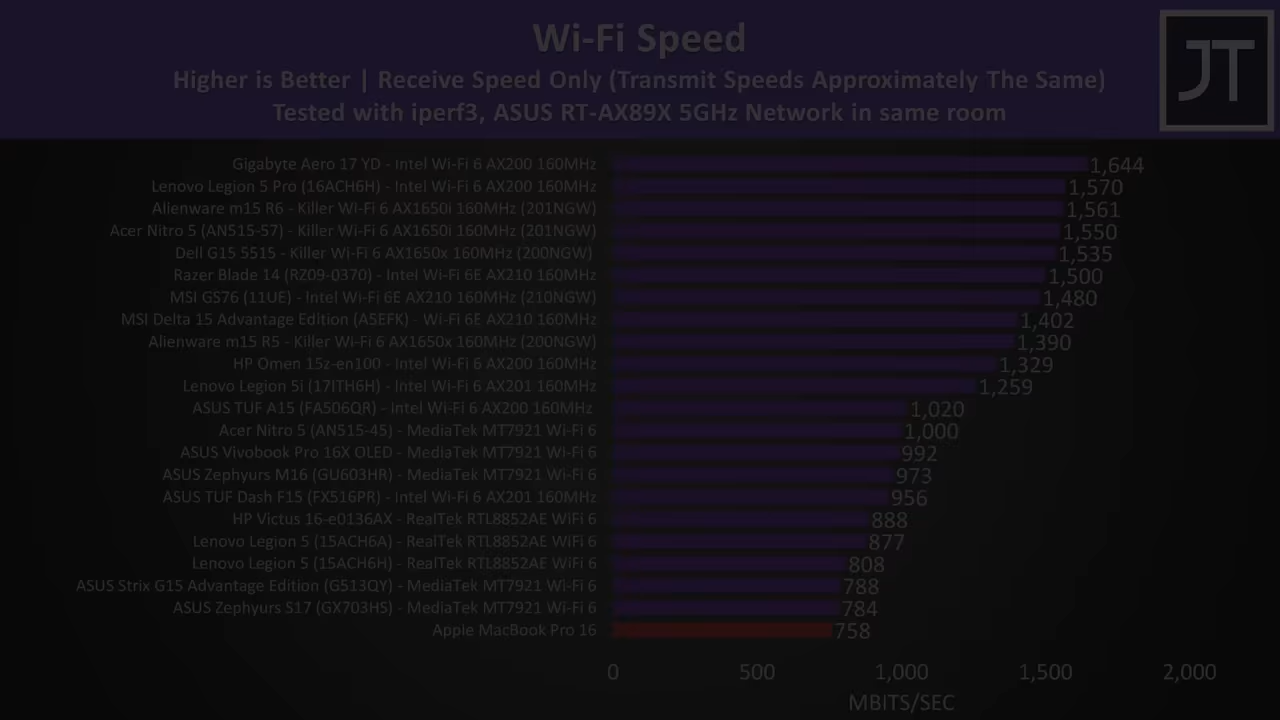 Wi-Fi Speed
JT
Higher is Better | Receive Speed Only (Transmit Speeds Approximately The Same)
Tested with iperf3, ASUS RT-AX89X 5GHz Network in same room
Gigabyte Aero 17 YD - Intel Wi-Fi 6 AX200 160MHz 1,644
Lenovo Legion 5 Pro (16ACH6H) - Intel Wi-Fi 6 AX200 160MHz 1,570
Alienware m15 R6 - Killer WI-Fi 6 AX1650i 160MHz (201NGW) 1,561
Acer Nitro 5 (AN515-57) - Killer Wi-Fi 6 AX1650i 160MHz (201NGW) 1,550
Dell G15 5515 - Killer Wi-Fi 6 AX1650x 160MHz (200NGW) 1,535
Razer Blade 14 (RZ09-0370) - Intel Wi-Fi 6E AX210 160MHz 1,500
MSI GS76 (11UE) - Intel Wi-Fi 6E AX210 160MHz (210NGW) 1,480
MSI Delta 15 Advantage Edition (A5EFK) - Wi-Fi 6E AX210 160MHz 1,402
Alienware m15 R5 - Killer Wi-Fi 6 AX1650x 160MHz (200NGW) 1,390
HP Omen 15z-en100 - Intel Wi-Fi 6 AX200 160MHz 1,329
Lenovo Legion 5i (17ITH6H) - Intel Wi-Fi 6 AX201 160MHz 1,259
ASUS TUF A15 (FA506QR) - Intel Wi-Fi 6 AX200 160MHz 1,020
Acer Nitro 5 (AN515-45) - MediaTek MT7921 Wi-Fi 6 1,000
ASUS Vivobook Pro 16X OLED - MediaTek MT7921 Wi-Fi 6 992
ASUS Zephyurs M16 (GU603HR) - MediaTek MT7921 Wi-Fi 6 973
ASUS TUF Dash F15 (FX516PR) - Intel Wi-Fi 6 AX201 160MHz 956
HP Victus 16-e0136AX - RealTek RTL8852AE WiFi 6 888
Lenovo Legion 5 (15ACH6A) - RealTek RTL8852AE WiFi 6 877
Lenovo Legion 5 (15ACH6H) - RealTek RTL8852AE WiFi 6 808
ASUS Strix G15 Advantage Edition (G513QY) - MediaTek MT7921 Wi-Fi 6 788
ASUS Zephyurs S17 (GX703HS) - MediaTek MT7921 Wi-Fi 6 784
Apple MacBook Pro 16 758
0 500 1,000 1,500 2,000
MBITS/SEC